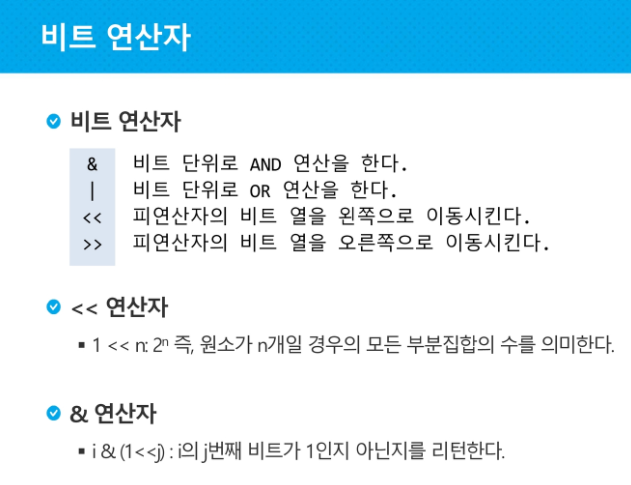 비트 연산자
비트 연산자
& 비트 단위로 AND 연산을 한다.
| 비트 단위로 OR 연산을 한다.
<< 피연산자의 비트 열을 왼쪽으로 이동시킨다.
>> 피연산자의 비트 열을 오른쪽으로 이동시킨다.
<< 연산자
▪ 1 << n: 2ⁿ 즉, 원소가 n개일 경우의 모든 부분집합의 수를 의미한다.
& 연산자
▪ i & (1<<j) : i의 j번째 비트가 1인지 아닌지를 리턴한다.